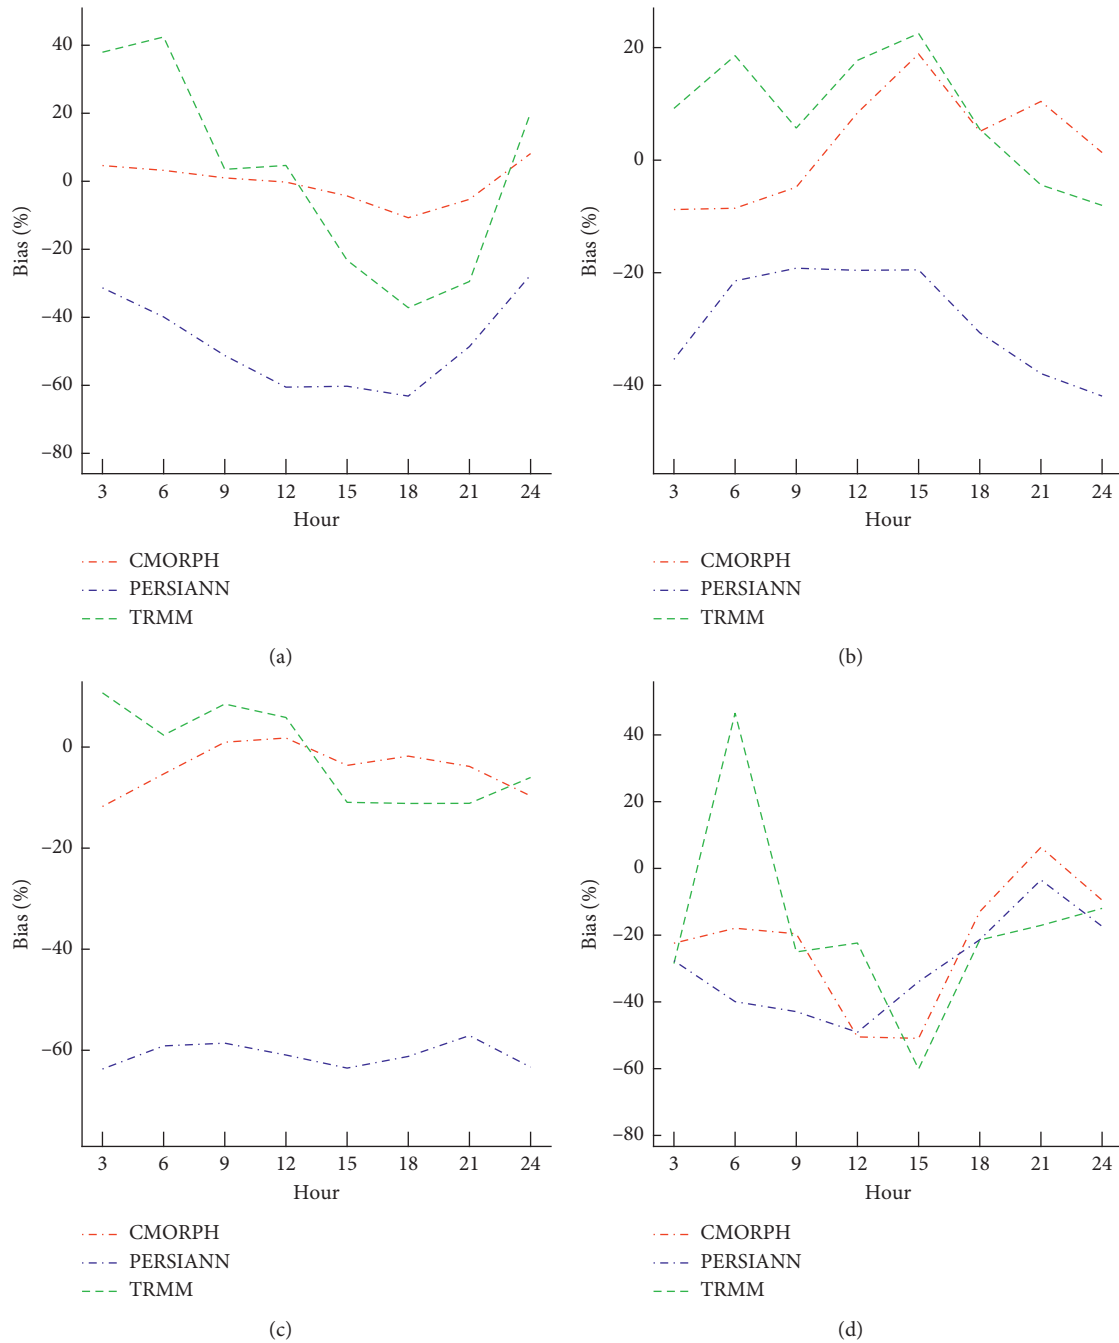 40
20
0
–20
–40
–60
–80
Bias (%)
3 6 9 12 15 18 21 24
Hour
CMORPH
PERSIANN
TRMM
(a)
20
0
–20
–40
Bias (%)
3 6 9 12 15 18 21 24
Hour
CMORPH
PERSIANN
TRMM
(b)
0
–20
–40
–60
Bias (%)
3 6 9 12 15 18 21 24
Hour
CMORPH
PERSIANN
TRMM
(c)
40
20
0
–20
–40
–60
–80
Bias (%)
3 6 9 12 15 18 21 24
Hour
CMORPH
PERSIANN
TRMM
(d)